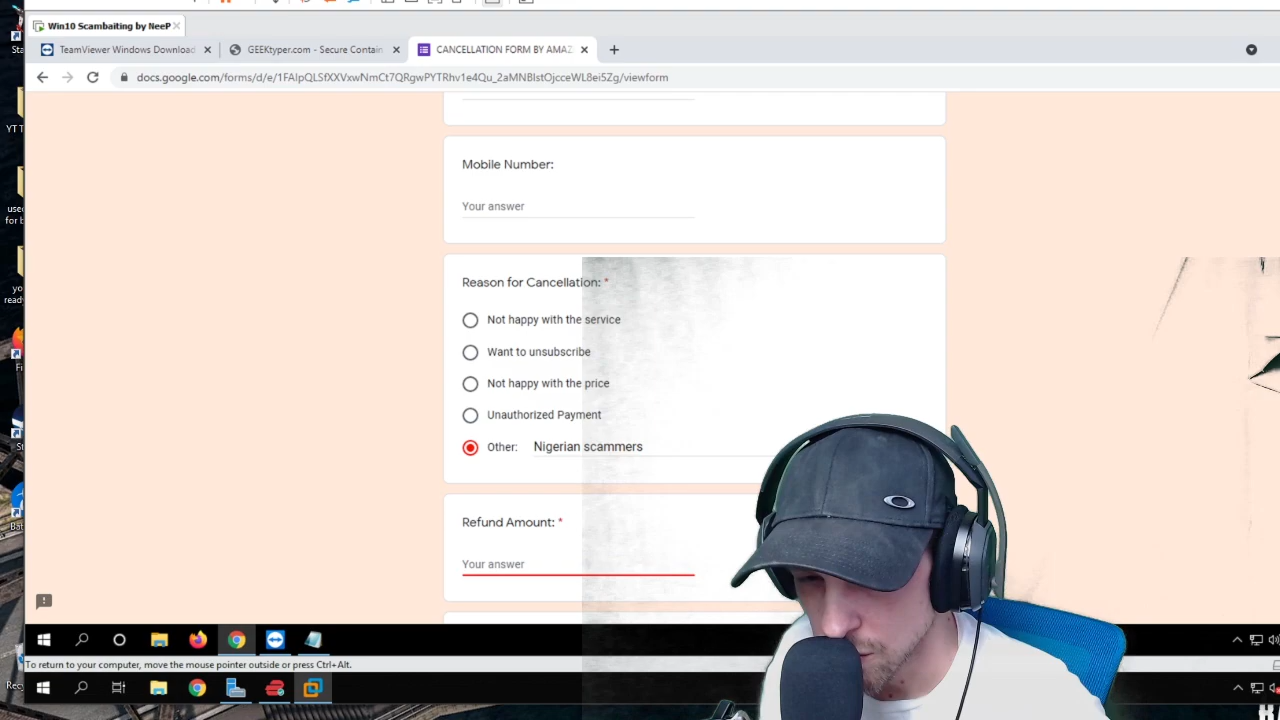 Win10 Scambaiting by NeeP
TeamViewer Windows Download
GEEKtyper.com - Secure Contain
CANCELLATION FORM BY AMAZ
docs.google.com/forms/d/e/1FAIpQLSfXXVxwNmCt7QRgwPYTRhv1e4Qu_2aMNBlstOjcceWL8ei5Zg/viewform
Mobile Number:
Your answer
Reason for Cancellation: *
Not happy with the service
Want to unsubscribe
Not happy with the price
Unauthorized Payment
Other: Nigerian scammers
Refund Amount: *
Your answer
To return to your computer, move the mouse pointer outside or press Ctrl+Alt.